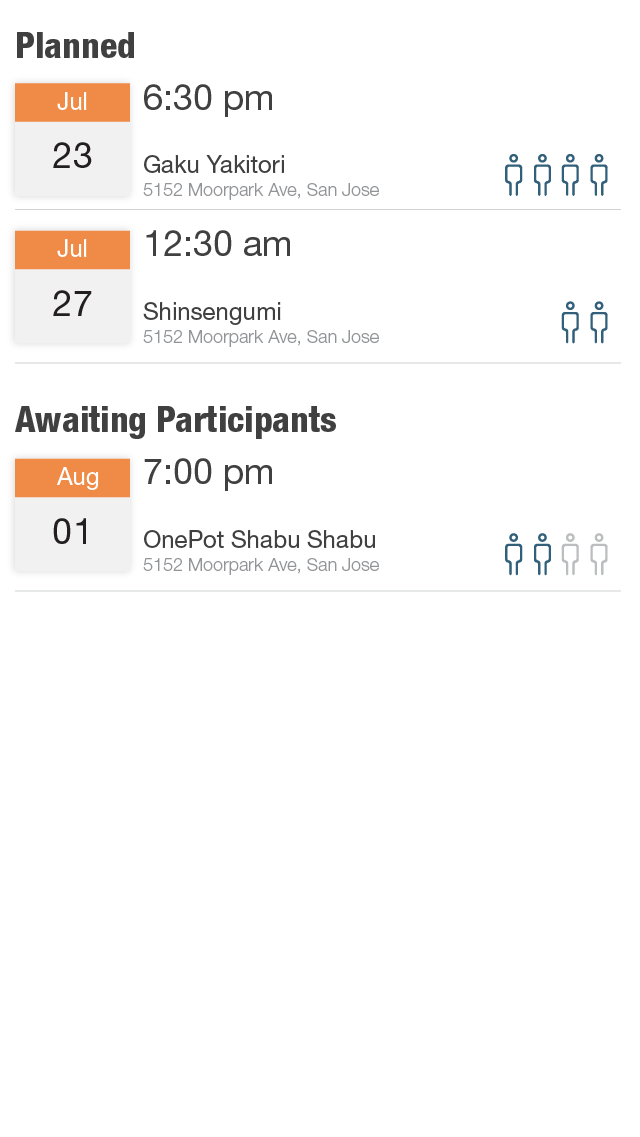 Planned
Jul
6:30 pm
23
Gaku Yakitori
5152 Moorpark Ave, San Jose
Jul
12:30 am
27
Shinsengumi
5152 Moorpark Ave, San Jose
Awaiting Participants
Aug
7:00 pm
01
OnePot Shabu Shabu
5152 Moorpark Ave, San Jose